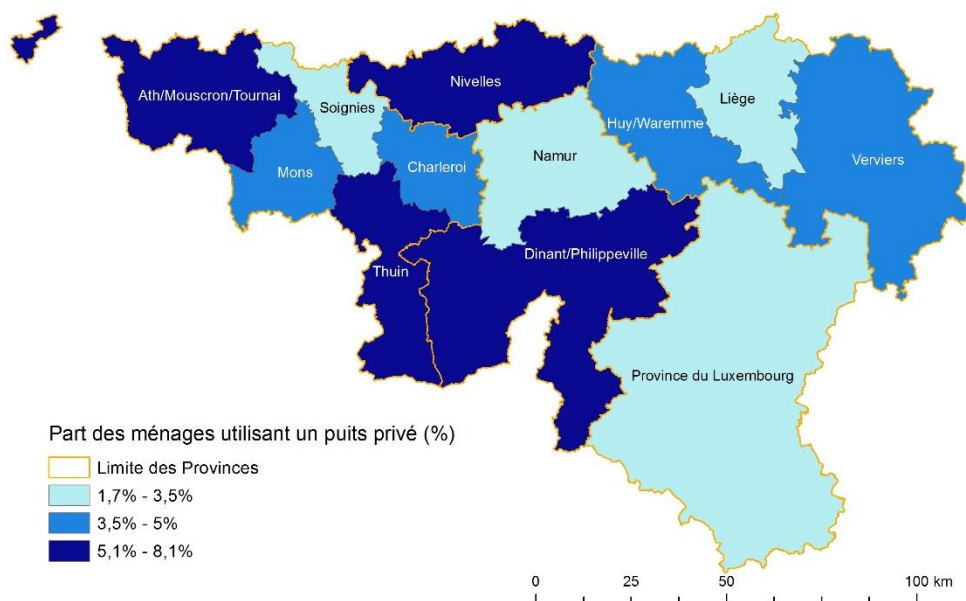 Ath/Mouscron/Tournai
Soignies
Nivelles
Liège
Huy/Waremme
Mons
Charleroi
Namur
Verviers
Thuin
Dinant/Philippeville
Province du Luxembourg
Part des ménages utilisant un puits privé (%)
Limite des Provinces
1,7% - 3,5%
3,5% - 5%
5,1% - 8,1%
0 25 50 100 km